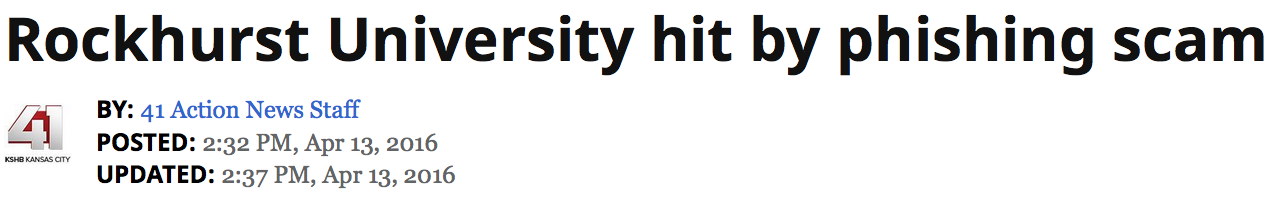 Rockhurst University hit by phishing scam
BY: 41 Action News Staff
POSTED: 2:32 PM, Apr 13, 2016
UPDATED: 2:37 PM, Apr 13, 2016
41
KSHB KANSAS CITY